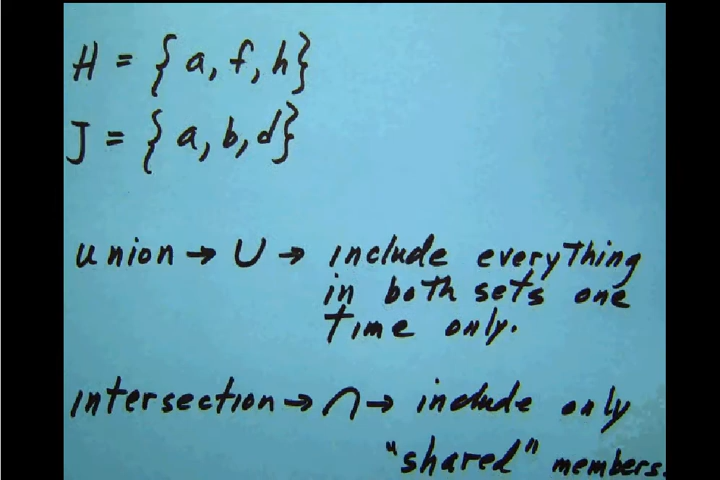 H = { a, f, h}
J = { a, b, d}
union → ∪ → include everything
in both sets one
time only.
intersection → ∩ → include only
"shared" members.